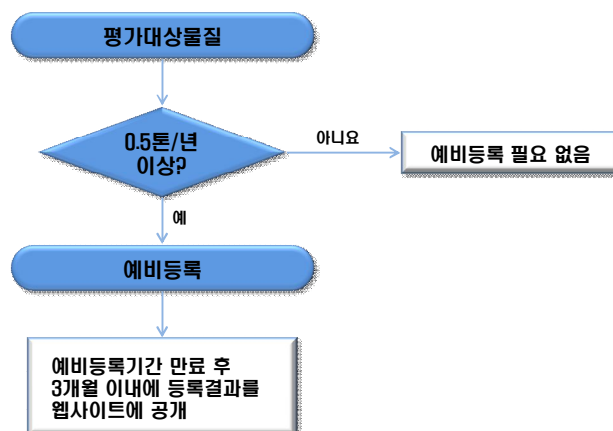 평가대상물질
0.5톤/년
이상?
아니요
예비등록 필요 없음
예
예비등록
예비등록기간 만료 후
3개월 이내에 등록결과를
웹사이트에 공개